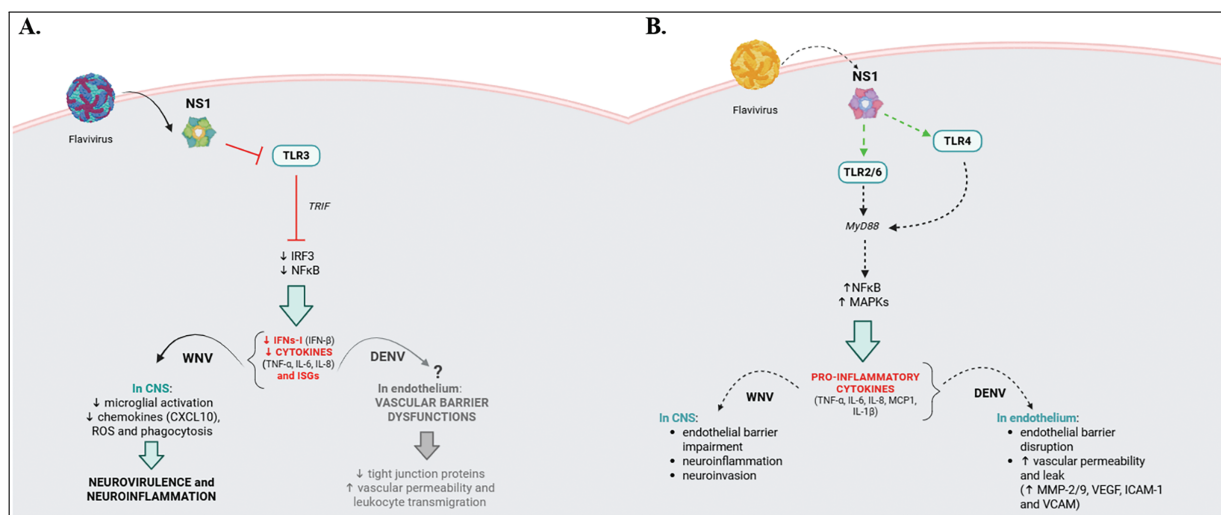 A.
Flavivirus
NS1
TLR3
TRIF
↓ IRF3
↓ NFκB
WNV
↓ IFNs-I (IFN-β)
↓ CYTOKINES
(TNF-α, IL-6, IL-8)
and ISGs
DENV
?
In CNS:
↓ microglial activation
↓ chemokines (CXCL10),
ROS and phagocytosis
NEUROVIRULENCE and
NEUROINFLAMMATION
In endothelium:
VASCULAR BARRIER
DYSFUNCTIONS
↓ tight junction proteins
↑ vascular permeability and
leukocyte transmigration
B.
Flavivirus
NS1
TLR4
TLR2/6
MyD88
↑NFκB
↑ MAPKs
WNV
PRO-INFLAMMATORY
CYTOKINES
(TNF-α, IL-6, IL-8, MCP1,
IL-1β)
DENV
In CNS:
• endothelial barrier
impairment
• neuroinflammation
• neuroinvasion
In endothelium:
• endothelial barrier
disruption
• ↑ vascular permeability
and leak
(↑ MMP-2/9, VEGF, ICAM-1
and VCAM)